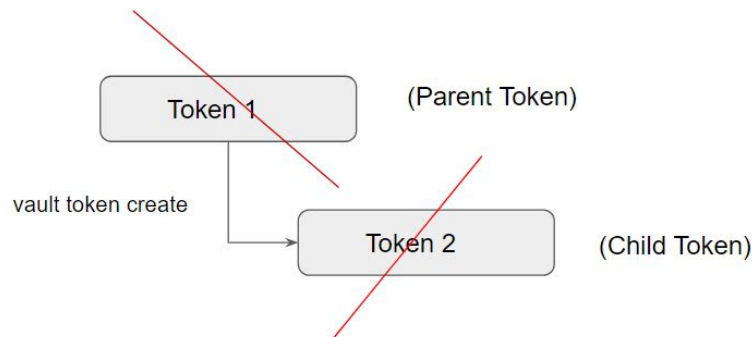 Token 1
(Parent Token)
vault token create
Token 2
(Child Token)